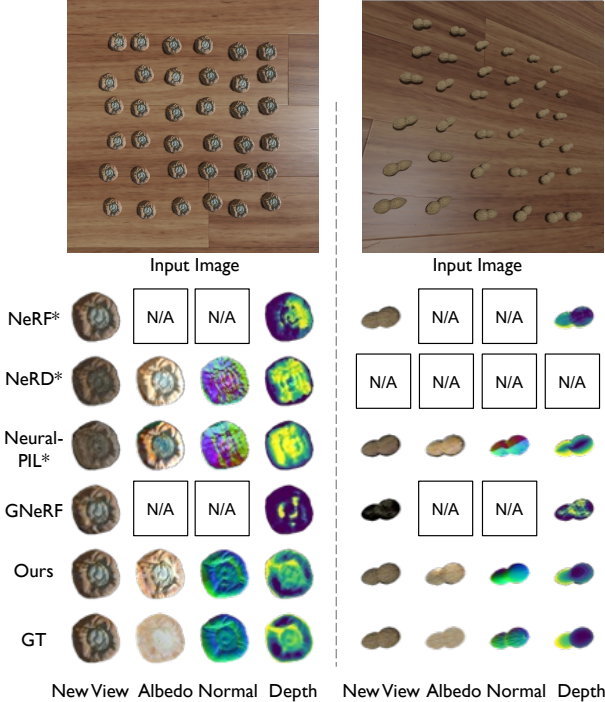 Input Image Input Image
NeRF* N/A N/A N/A N/A
NeRD* N/A N/A N/A N/A
Neural-
PIL*
GNeRF N/A N/A N/A N/A
Ours
GT
New View Albedo Normal Depth New View Albedo Normal Depth